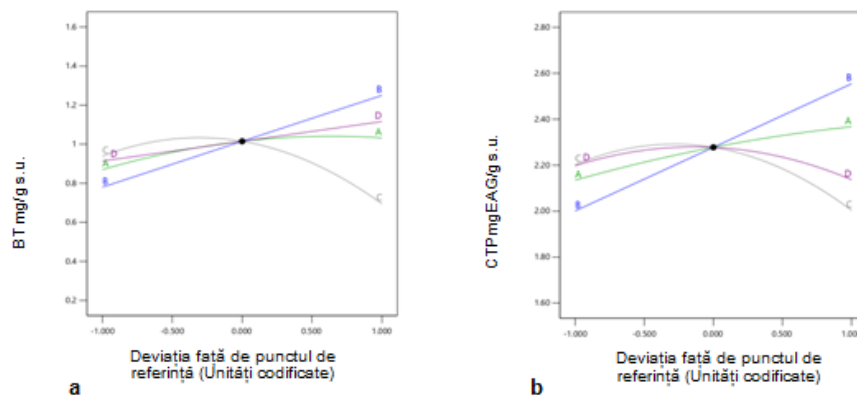 BT mg/g s.u.
1.6
1.4
1.2
1
0.8
0.6
0.4
0.2
C
D
A
B
B
D
A
C
-1.000
-0.500
0.000
0.500
1.000
Deviația față de punctul de
referință (Unități codificate)
a
CTPmgEAG/g s.u.
2.80
2.60
2.40
2.20
2.00
1.80
1.60
C
D
A
B
B
A
D
C
-1.000
-0.500
0.000
0.500
1.000
Deviația față de punctul de
referință (Unități codificate)
b